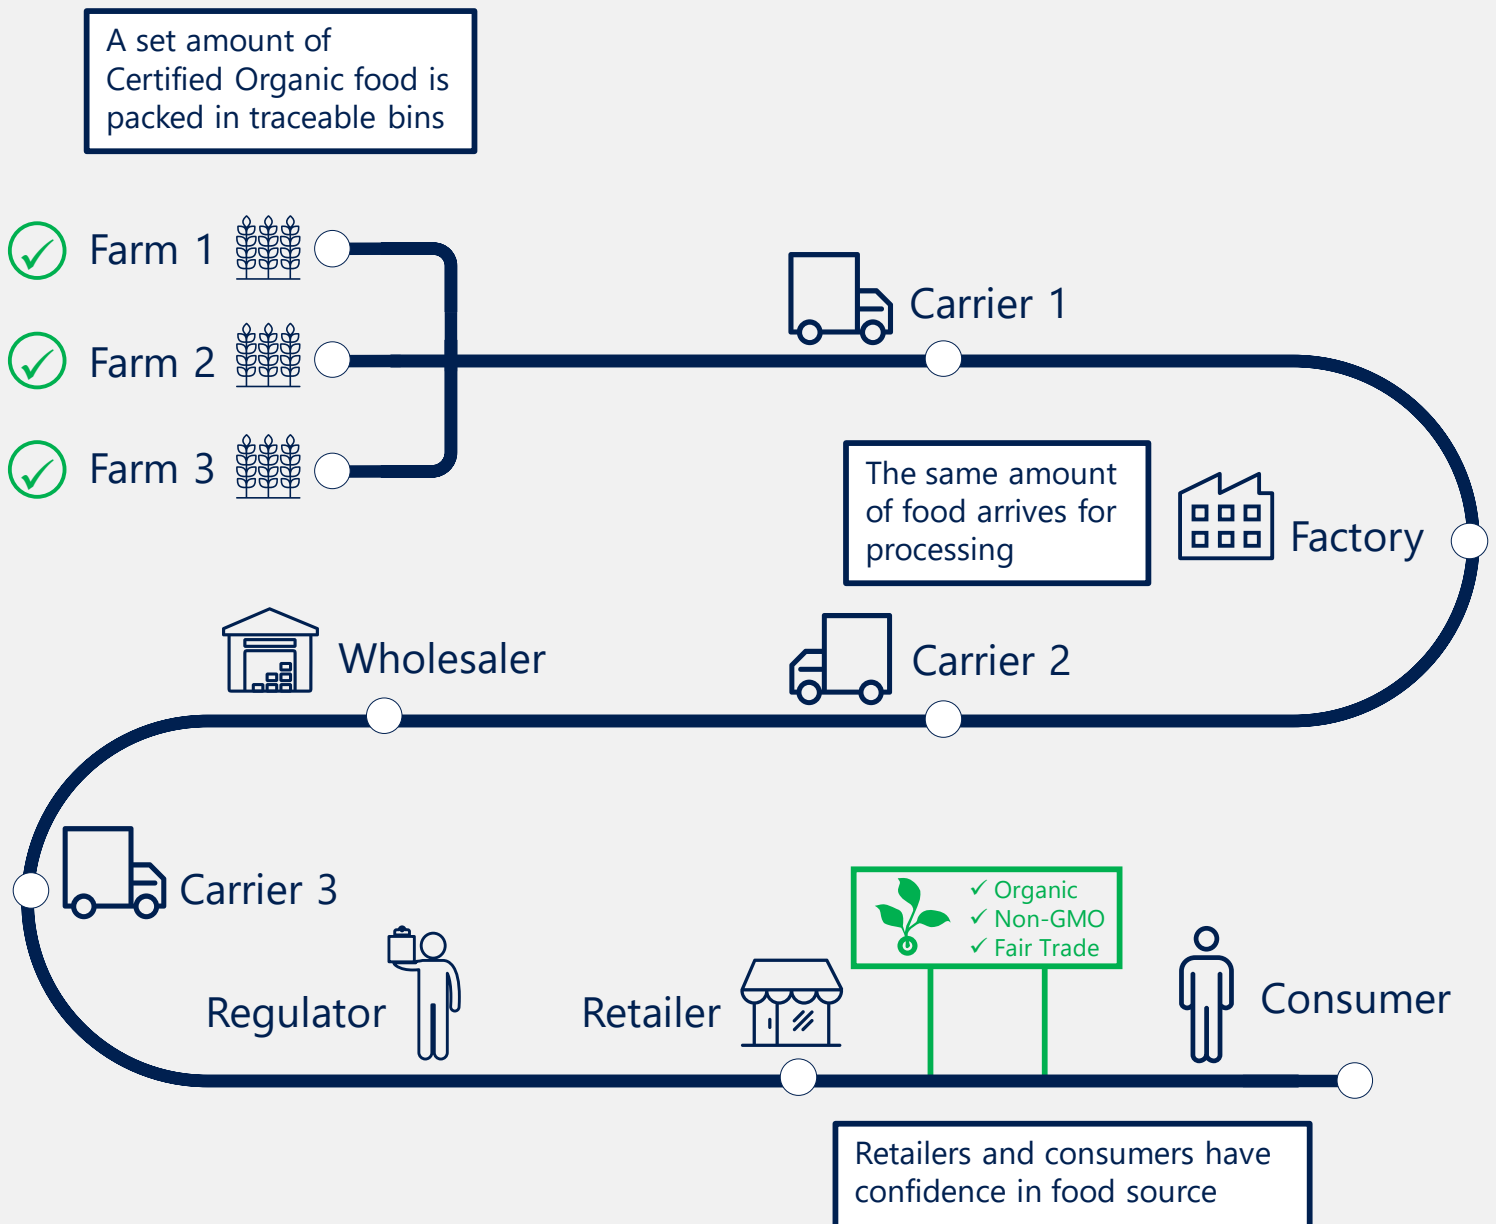 A set amount of
Certified Organic food is
packed in traceable bins
Farm 1
Farm 2
Farm 3
Carrier 1
The same amount
of food arrives for
processing
Factory
Wholesaler
Carrier 2
Carrier 3
Regulator
Retailer
✓ Organic
✓ Non-GMO
✓ Fair Trade
Consumer
Retailers and consumers have
confidence in food source